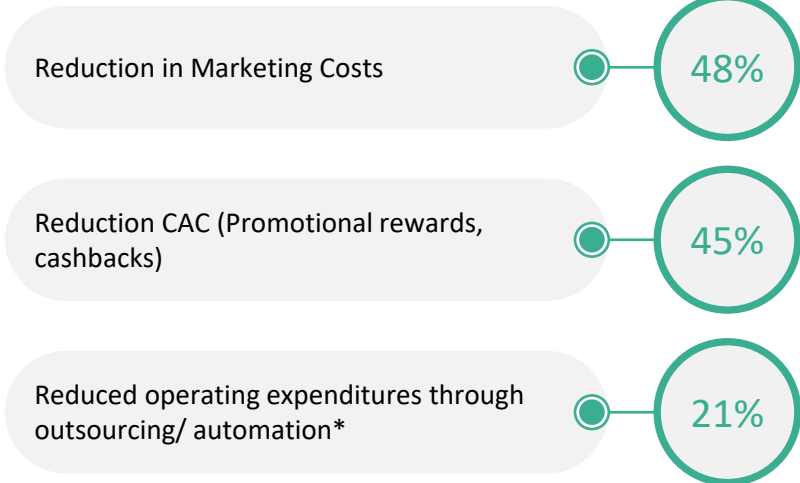 Reduction in Marketing Costs
48%
Reduction CAC (Promotional rewards,
cashbacks)
45%
Reduced operating expenditures through
outsourcing/ automation*
21%